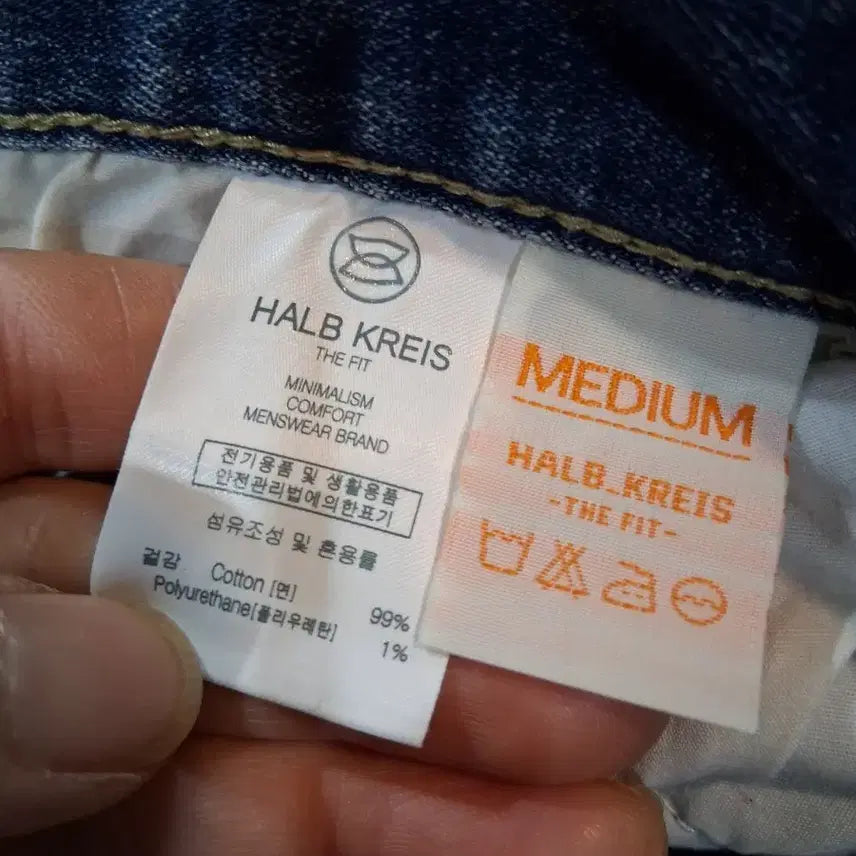 HALB KREIS
THE FIT
MINIMALISM
COMFORT
MENSWEAR BRAND
전기용품 및 생활용품
안전관리법에의한표기
섬유조성 및 혼용률
겉감 Cotton [면] 99%
Polyurethane[폴리우레탄] 1%
MEDIUM
HALB_KREIS
-THE FIT-